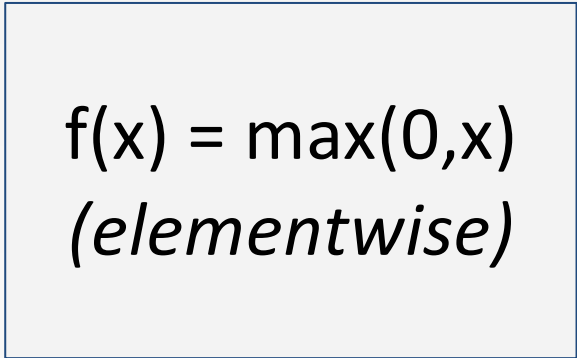 f(x) = max(0,x)
(elementwise)